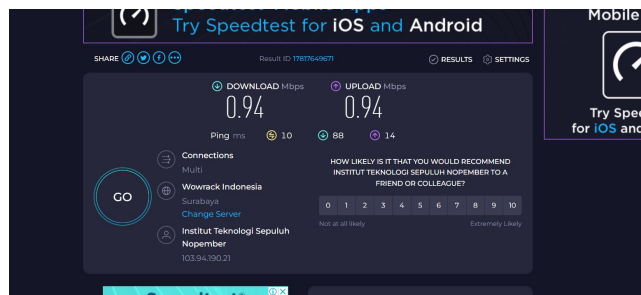 Try Speedtest for iOS and Android
Mobile
SHARE
Result ID 17817649671
RESULTS
SETTINGS
DOWNLOAD Mbps
UPLOAD Mbps
0.94
0.94
Ping ms
10
88
14
Try Spee
for iOS and
Connections
Multi
Wowrack Indonesia
Surabaya
Change Server
GO
Institut Teknologi Sepuluh
Nopember
103.94.190.21
HOW LIKELY IS IT THAT YOU WOULD RECOMMEND
INSTITUT TEKNOLOGI SEPULUH NOPEMBER TO A
FRIEND OR COLLEAGUE?
0 1 2 3 4 5 6 7 8 9 10
Not at all likely
Extremely Likely